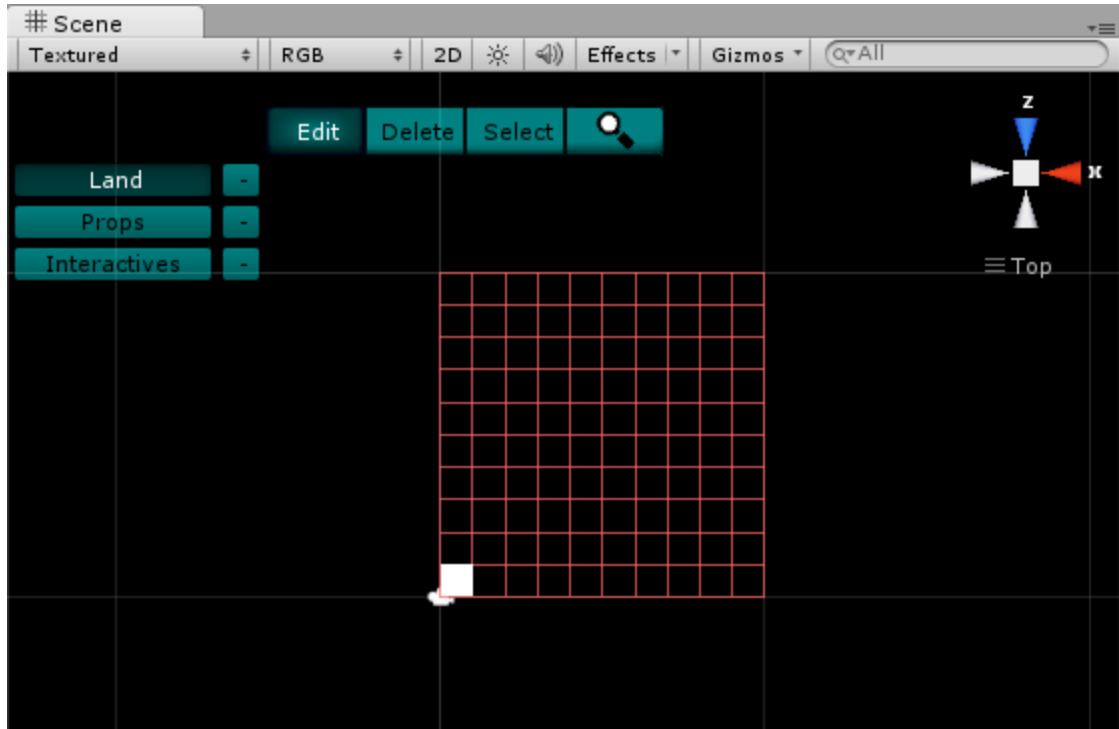 Scene
Textured RGB 2D Effects Gizmos All
Edit Delete Select
z
Land -
x
Props -
Interactives -
Top